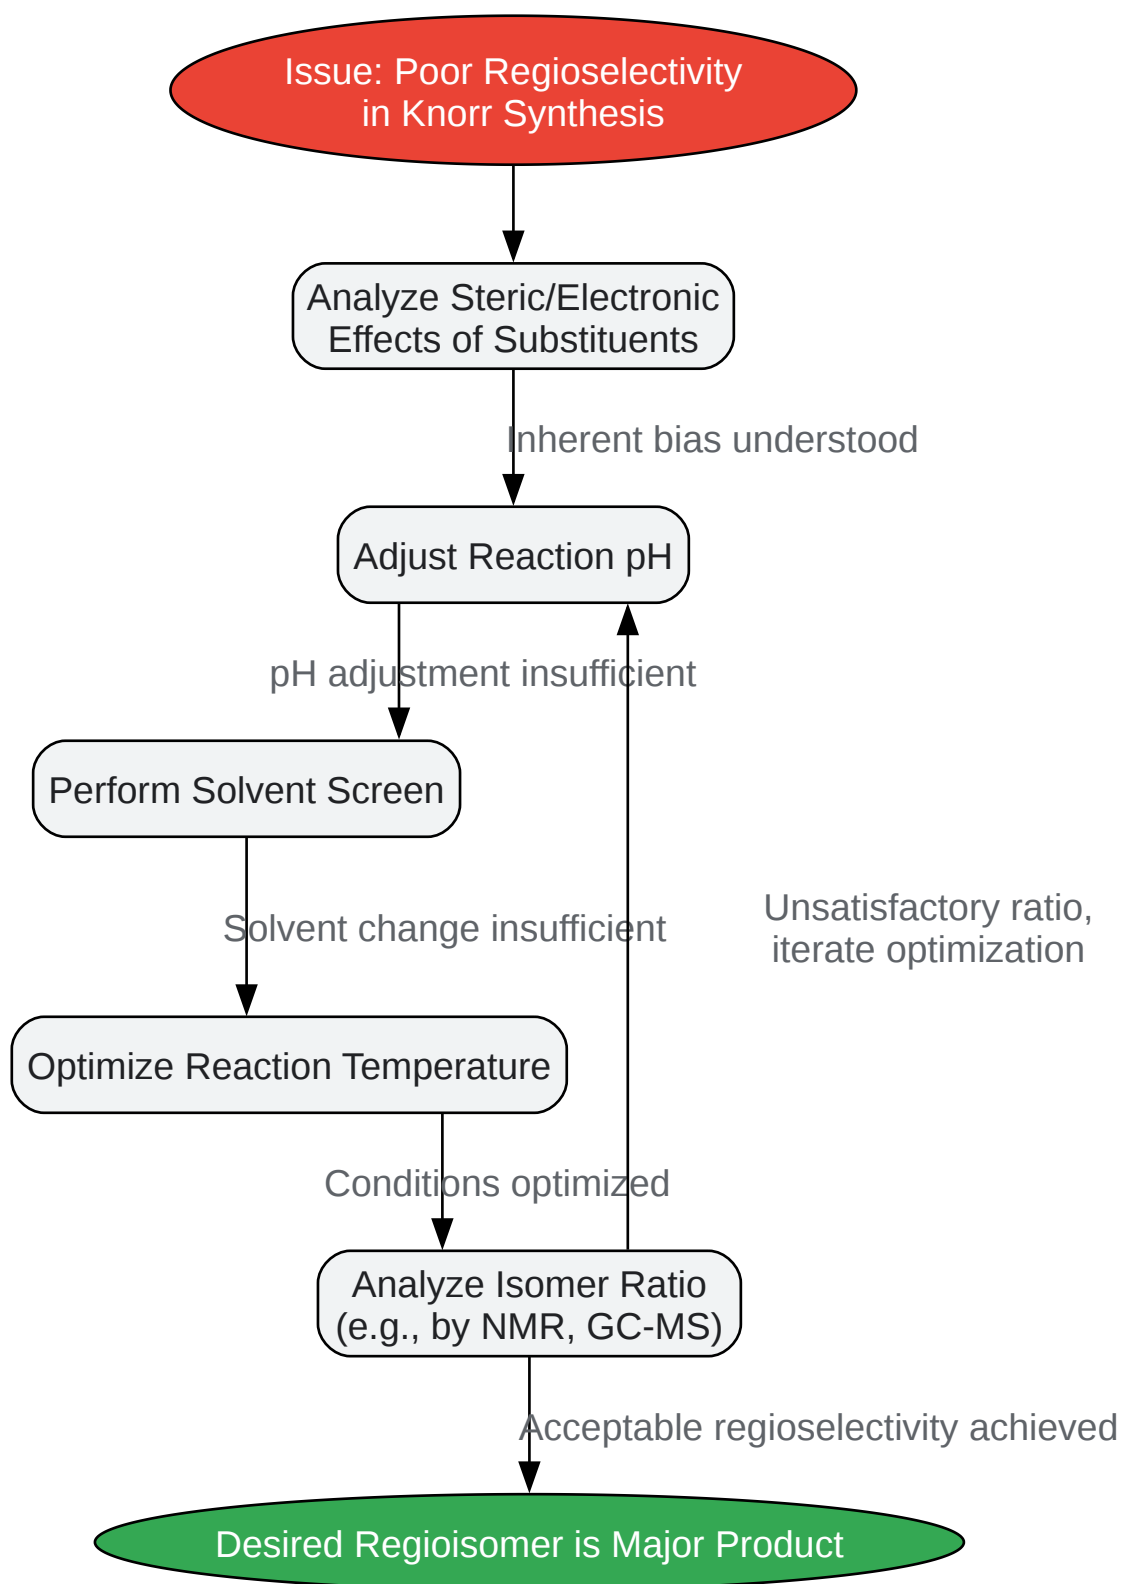 Issue: Poor Regioselectivity
in Knorr Synthesis
Analyze Steric/Electronic
Effects of Substituents
Inherent bias understood
Adjust Reaction pH
pH adjustment insufficient
Perform Solvent Screen
Solvent change insufficient
Unsatisfactory ratio,
iterate optimization
Optimize Reaction Temperature
Conditions optimized
Analyze Isomer Ratio
(e.g., by NMR, GC-MS)
Acceptable regioselectivity achieved
Desired Regioisomer is Major Product